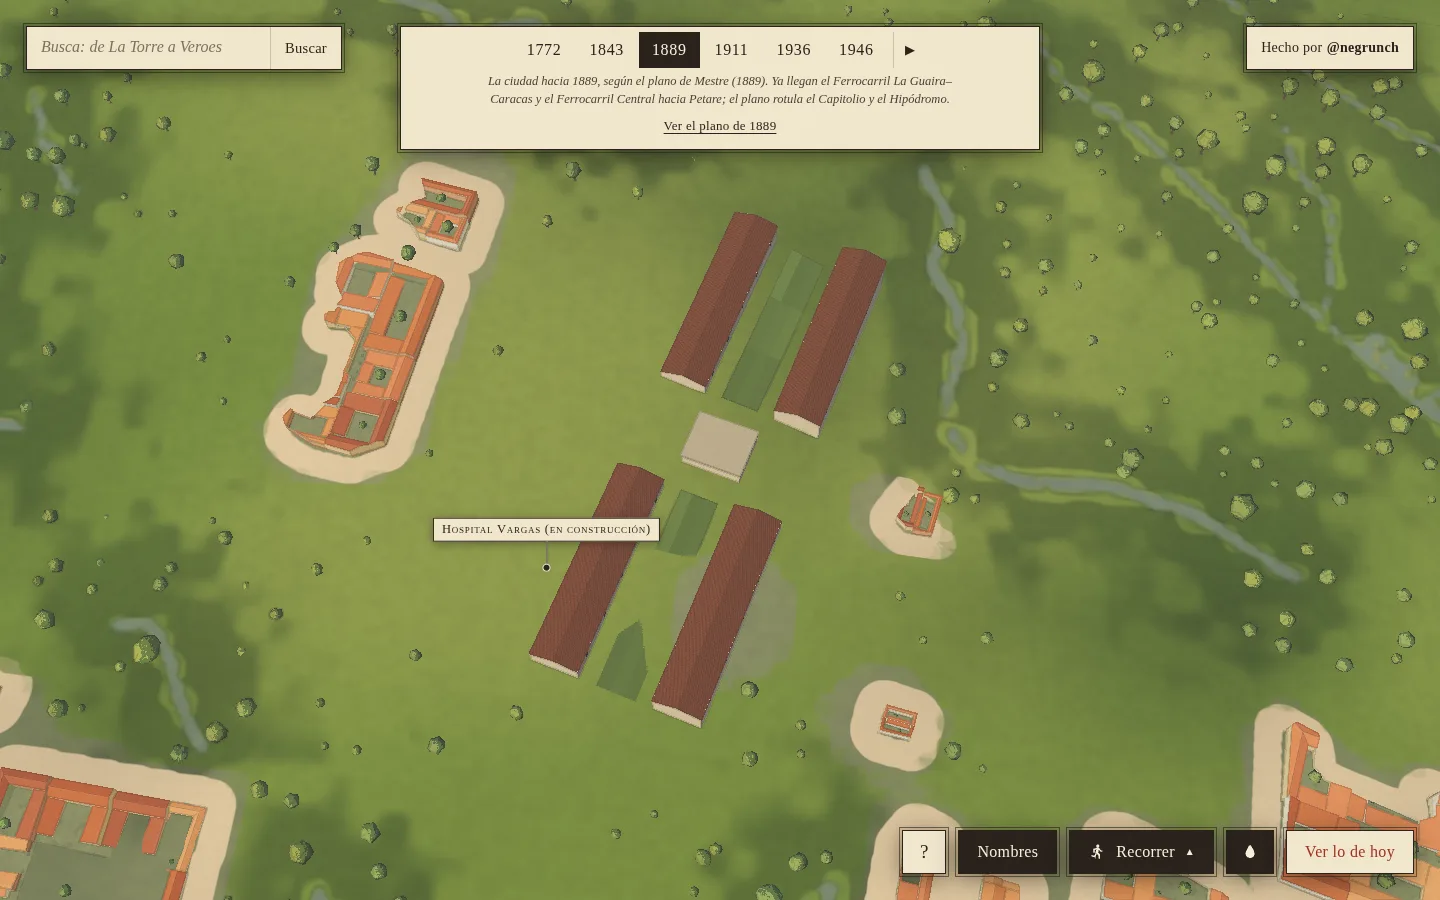 Busca: de La Torre a Veroes
Buscar
1772 1843 1889 1911 1936 1946 ▶
La ciudad hacia 1889, según el plano de Mestre (1889). Ya llegan el Ferrocarril La Guaira–
Caracas y el Ferrocarril Central hacia Petare; el plano rotula el Capitolio y el Hipódromo.
Ver el plano de 1889
Hecho por @negrunch
Hospital Vargas (en construcción)
?
Nombres
Recorrer ▲
Ver lo de hoy